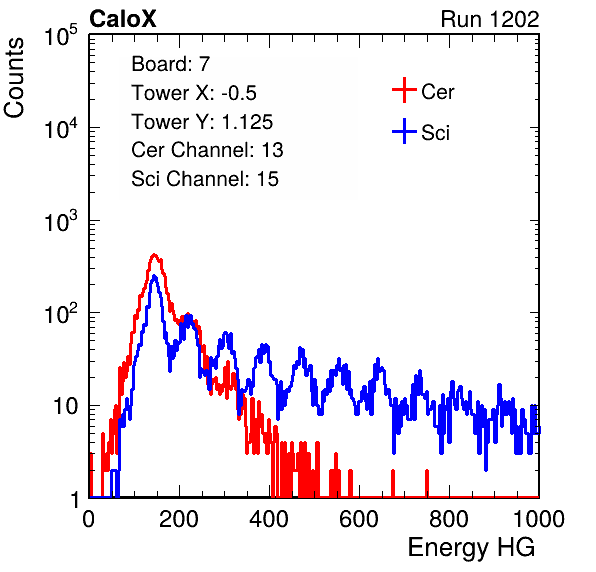 CaloX Run 1202
Counts
Board: 7
Tower X: -0.5
Tower Y: 1.125
Cer Channel: 13
Sci Channel: 15
Cer
Sci
10^5
10^4
10^3
10^2
10
1
0 200 400 600 800 1000
Energy HG